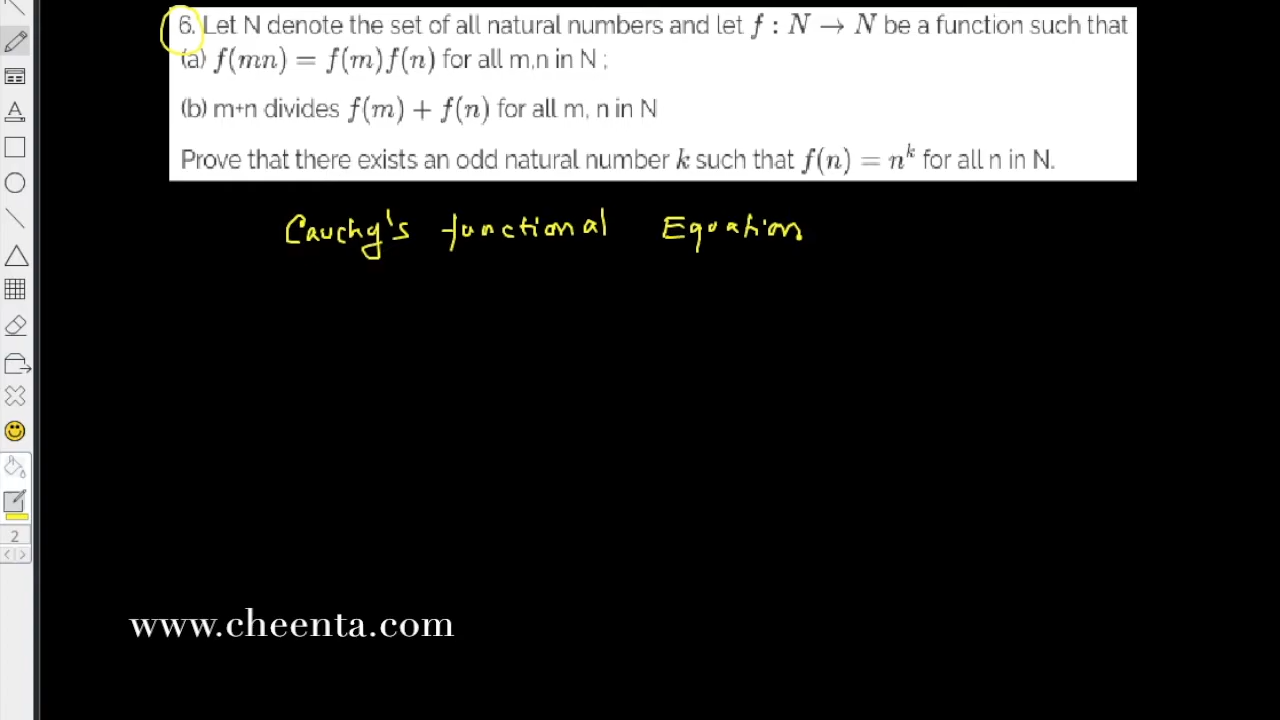 6. Let N denote the set of all natural numbers and let f : N → N be a function such that
(a) f(mn) = f(m)f(n) for all m,n in N ;
(b) m+n divides f(m) + f(n) for all m, n in N
Prove that there exists an odd natural number k such that f(n) = n^k for all n in N.
Cauchy's functional Equation
2
www.cheenta.com